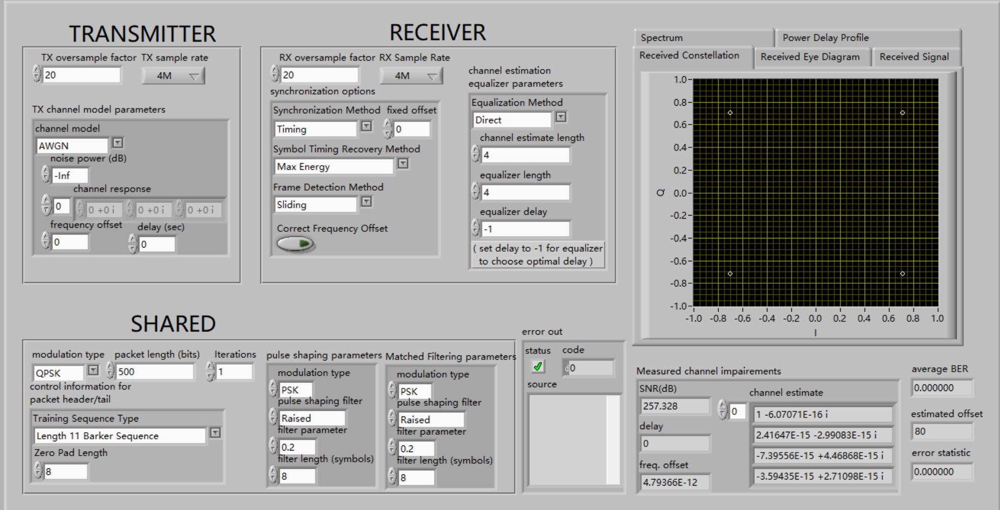 TRANSMITTER
TX oversample factor
TX sample rate
20
4M
TX channel model parameters
channel model
AWGN
noise power (dB)
-Inf
channel response
0
0 +0 i
0 +0 i
0 +0 i
frequency offset
delay (sec)
0
0
RECEIVER
RX oversample factor
RX Sample Rate
20
4M
synchronization options
Synchronization Method
fixed offset
Timing
0
Symbol Timing Recovery Method
Max Energy
Frame Detection Method
Sliding
Correct Frequency Offset
channel estimation
equalizer parameters
Equalization Method
Direct
channel estimate length
4
equalizer length
4
equalizer delay
-1
( set delay to -1 for equalizer
to choose optimal delay )
Spectrum
Power Delay Profile
Received Constellation
Received Eye Diagram
Received Signal
1.0
0.8
0.6
0.4
0.2
0.0
-0.2
-0.4
-0.6
-0.8
-1.0
Q
-1.0 -0.8 -0.6 -0.4 -0.2 0.0 0.2 0.4 0.6 0.8 1.0
I
SHARED
modulation type
packet length (bits)
Iterations
QPSK
500
1
control information for
packet header/tail
Training Sequence Type
Length 11 Barker Sequence
Zero Pad Length
8
pulse shaping parameters
modulation type
PSK
pulse shaping filter
Raised
filter parameter
0.2
filter length (symbols)
8
Matched Filtering parameters
modulation type
PSK
pulse shaping filter
Raised
filter parameter
0.2
filter length (symbols)
8
error out
status
code
d0
source
Measured channel impairements
SNR(dB)
257.328
delay
0
freq. offset
4.79366E-12
channel estimate
0
1 -6.07071E-16 i
2.41647E-15 -2.99083E-15 i
-7.39556E-15 +4.46868E-15 i
-3.59435E-15 +2.71098E-15 i
average BER
0.000000
estimated offset
80
error statistic
0.000000